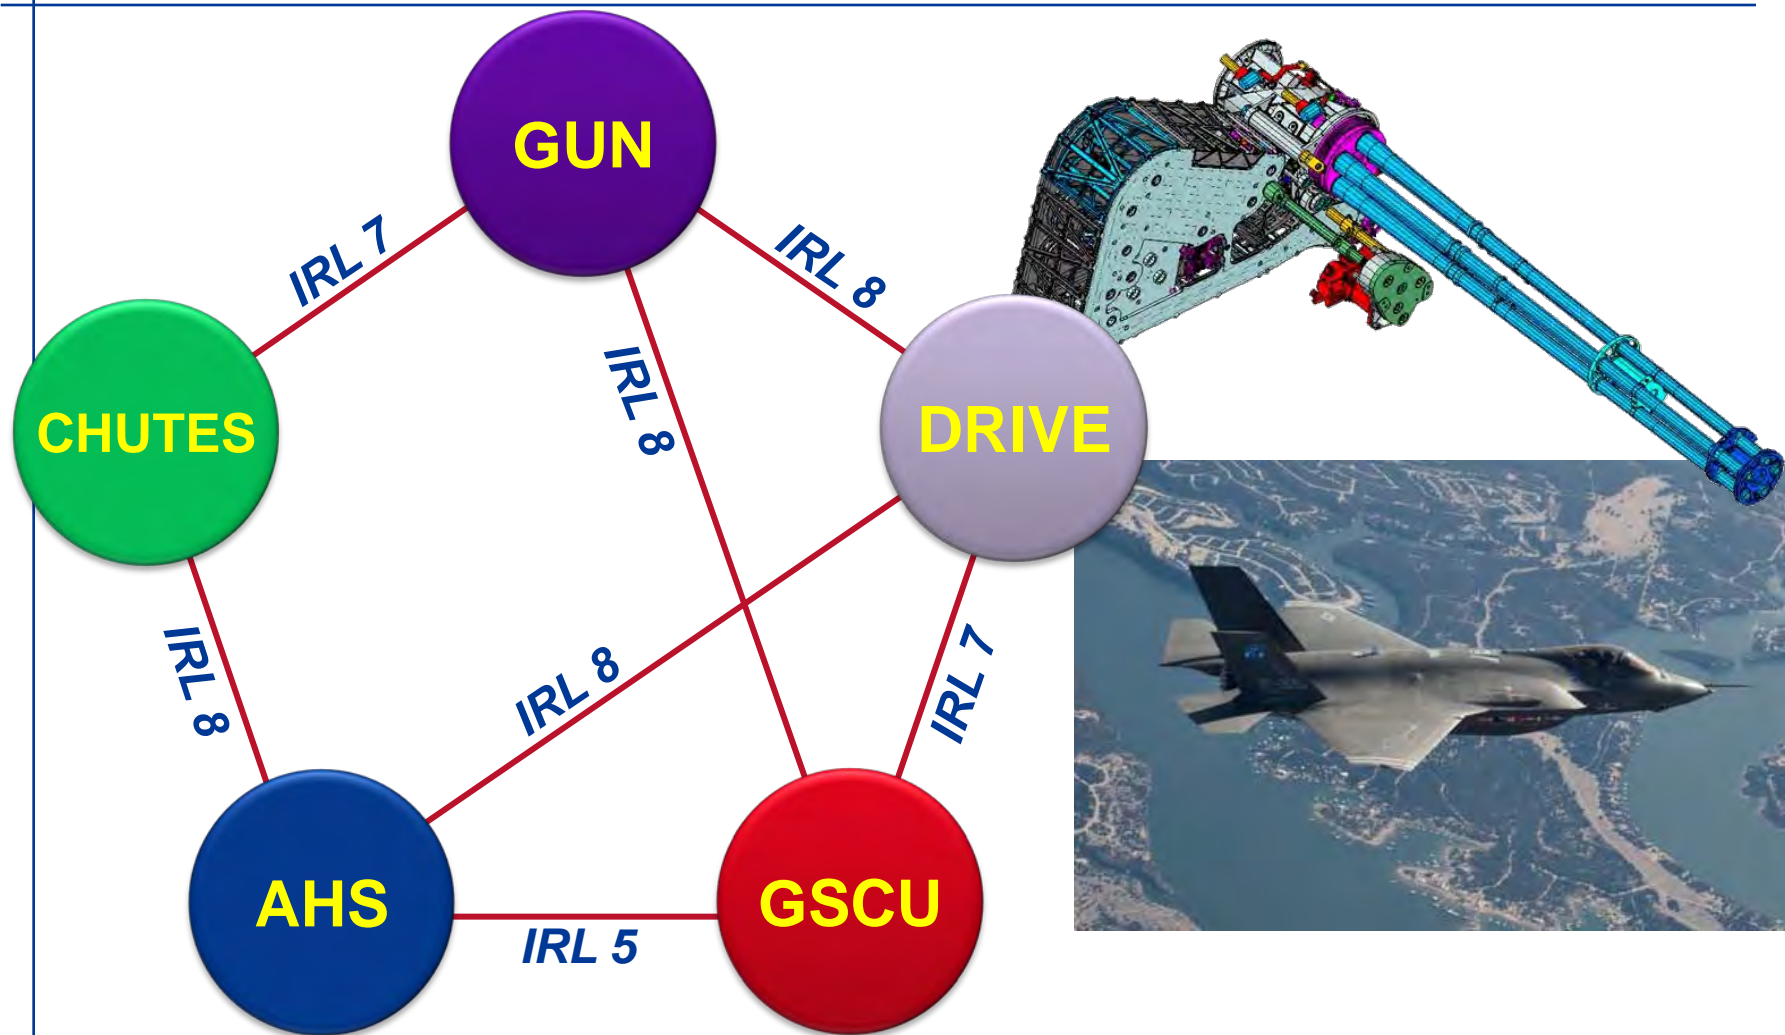 GUN
IRL 7
IRL 8
IRL 8
CHUTES
DRIVE
IRL 8
IRL 8
IRL 7
AHS
GSCU
IRL 5